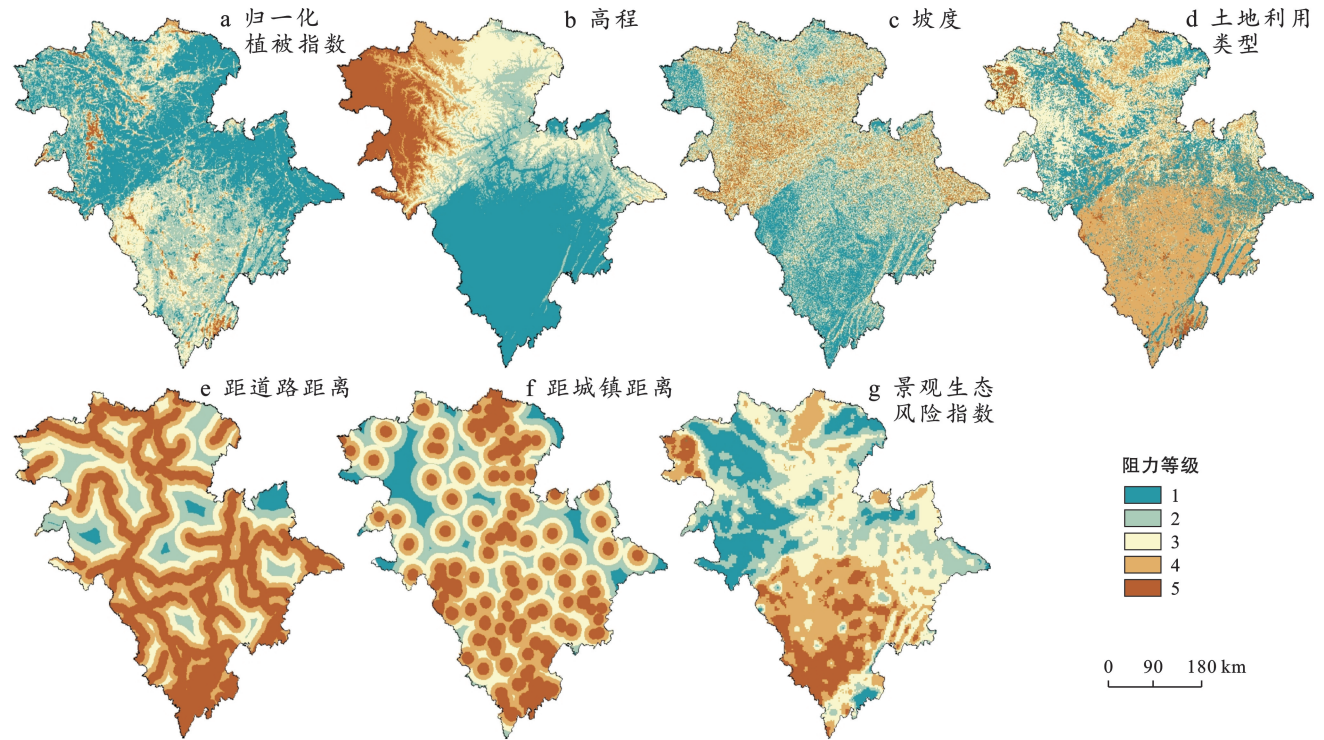 a 归一化
植被指数
b 高程
c 坡度
d 土地利用
类型
e 距道路距离
f 距城镇距离
g 景观生态
风险指数
阻力等级
1
2
3
4
5
0 90 180 km